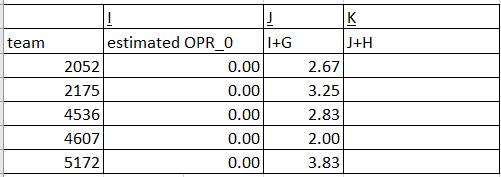 I J K
team estimated OPR_0 I+G J+H
2052 0.00 2.67
2175 0.00 3.25
4536 0.00 2.83
4607 0.00 2.00
5172 0.00 3.83